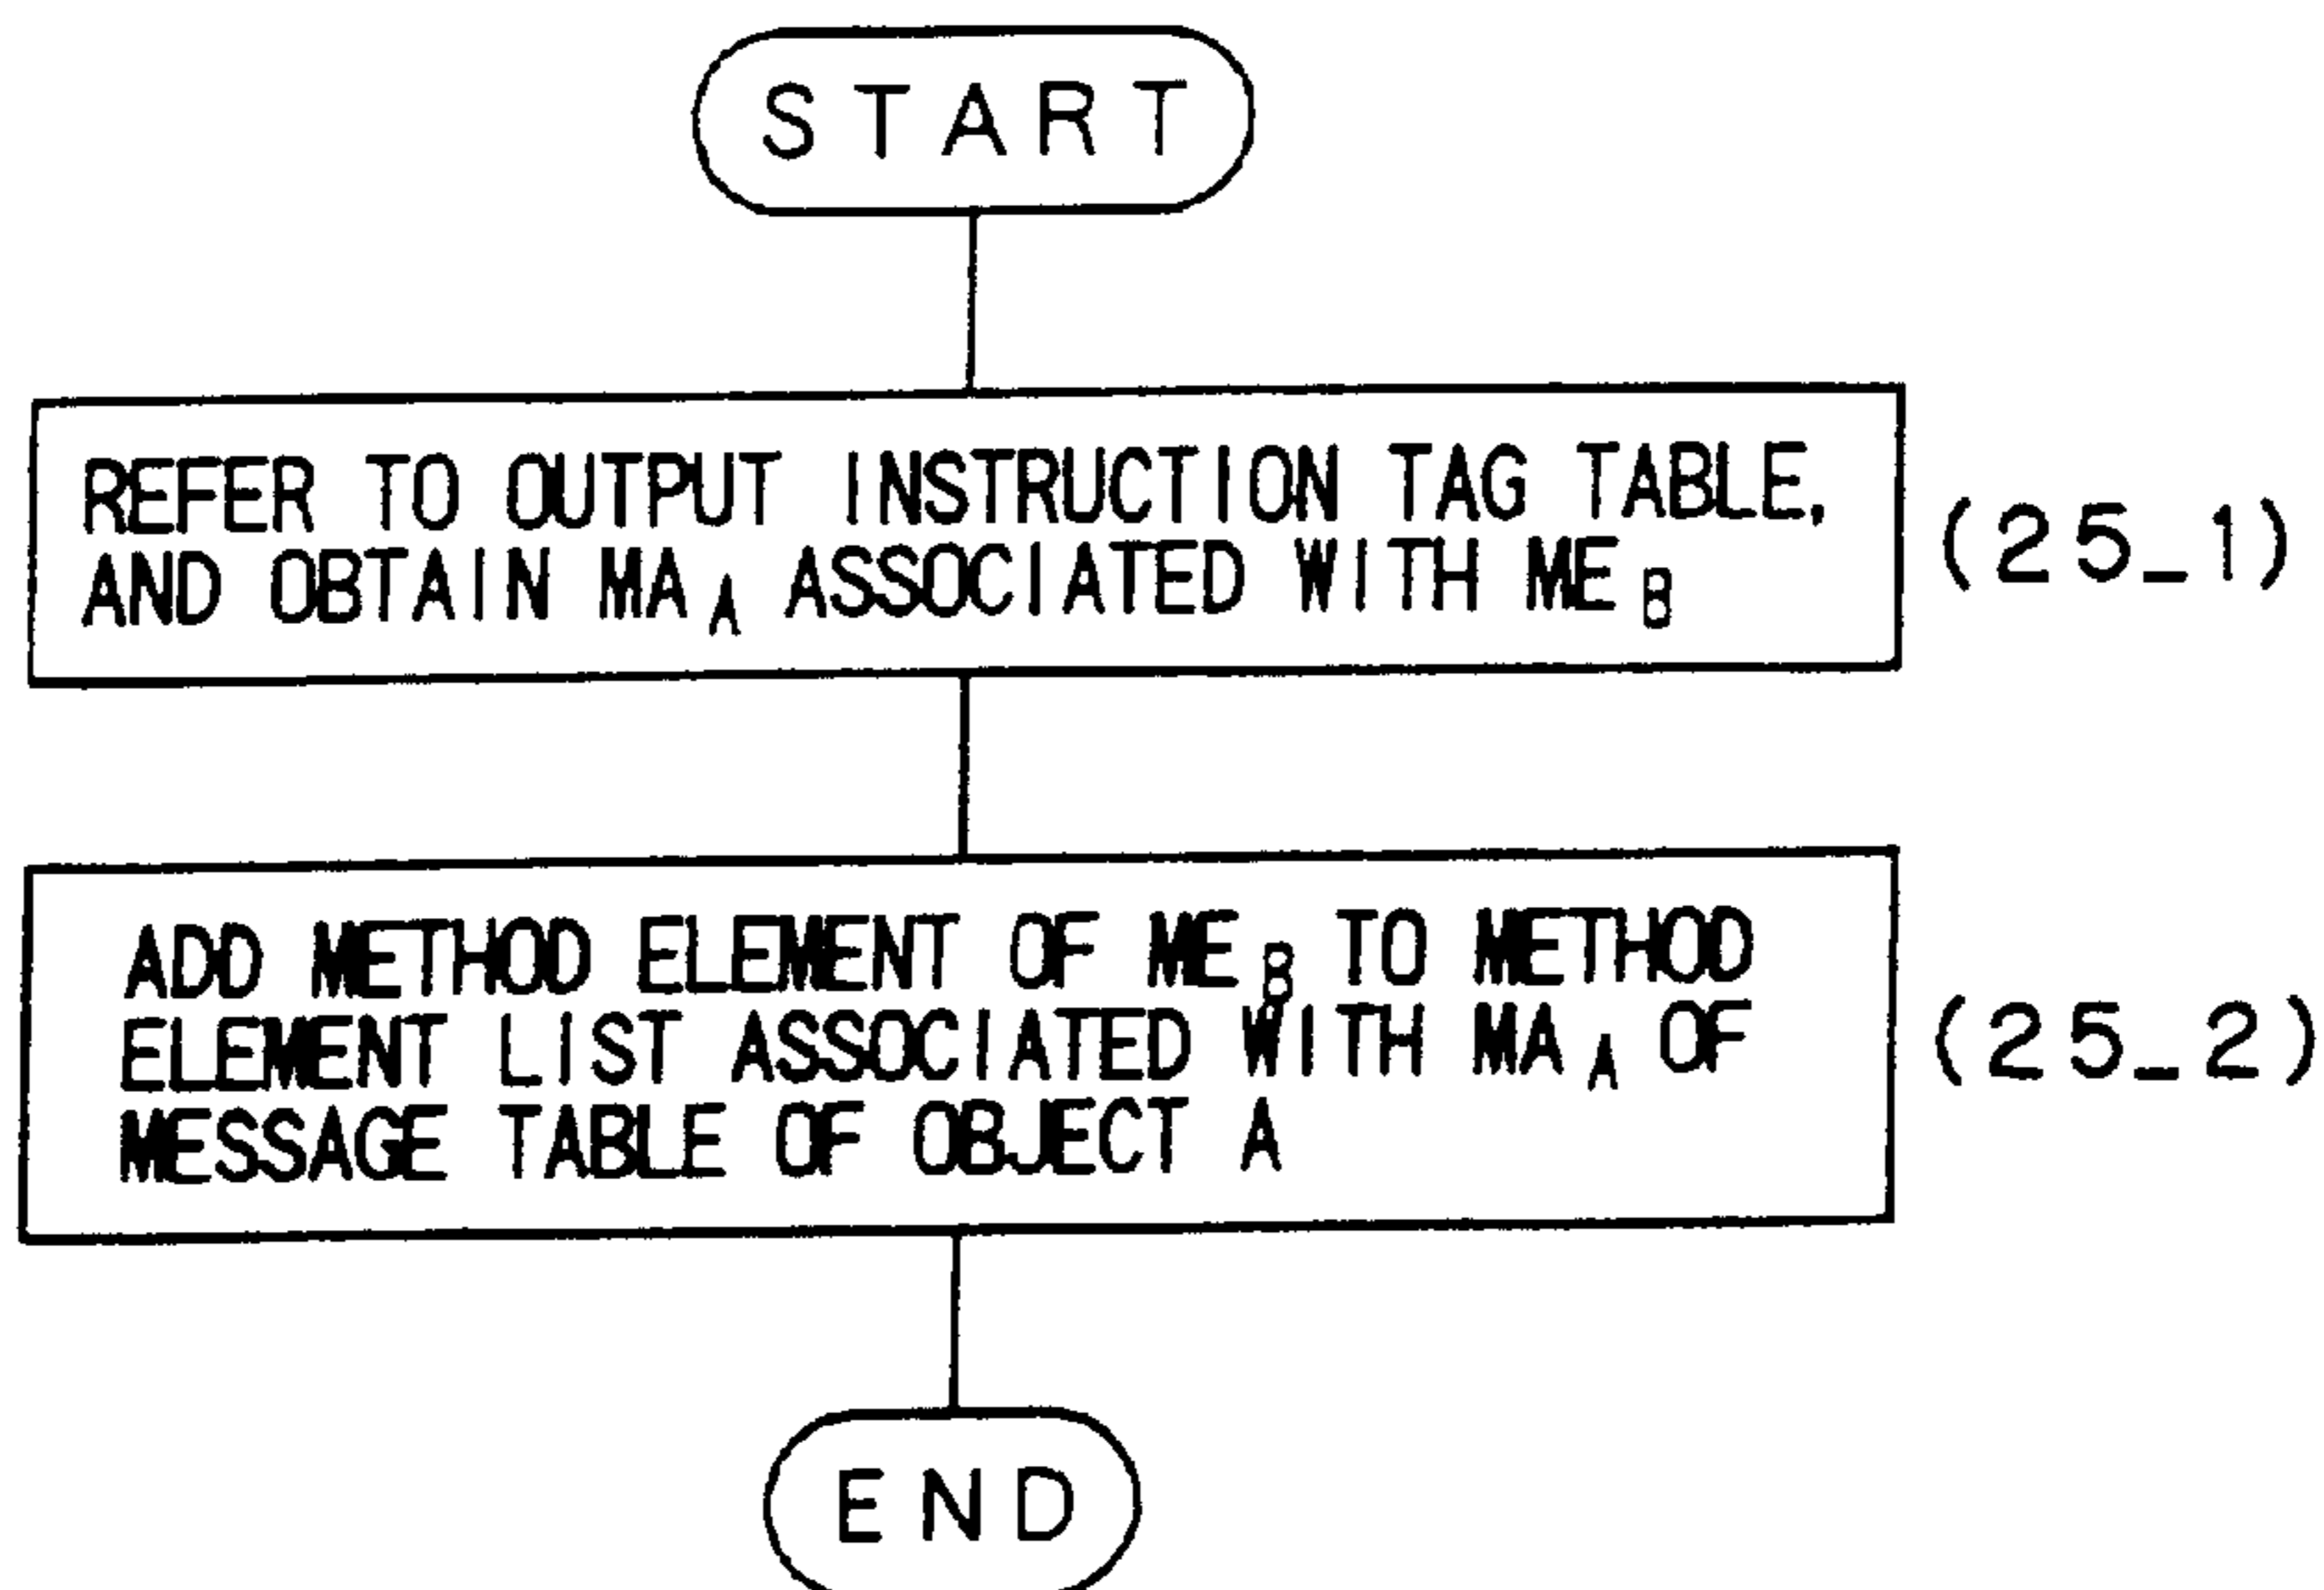 START
REFER TO OUTPUT INSTRUCTION TAG TABLE,
AND OBTAIN MA A ASSOCIATED WITH ME B
(25_1)
ADD METHOD ELEMENT OF ME B TO METHOD
ELEMENT LIST ASSOCIATED WITH MA A OF
MESSAGE TABLE OF OBJECT A
(25_2)
END